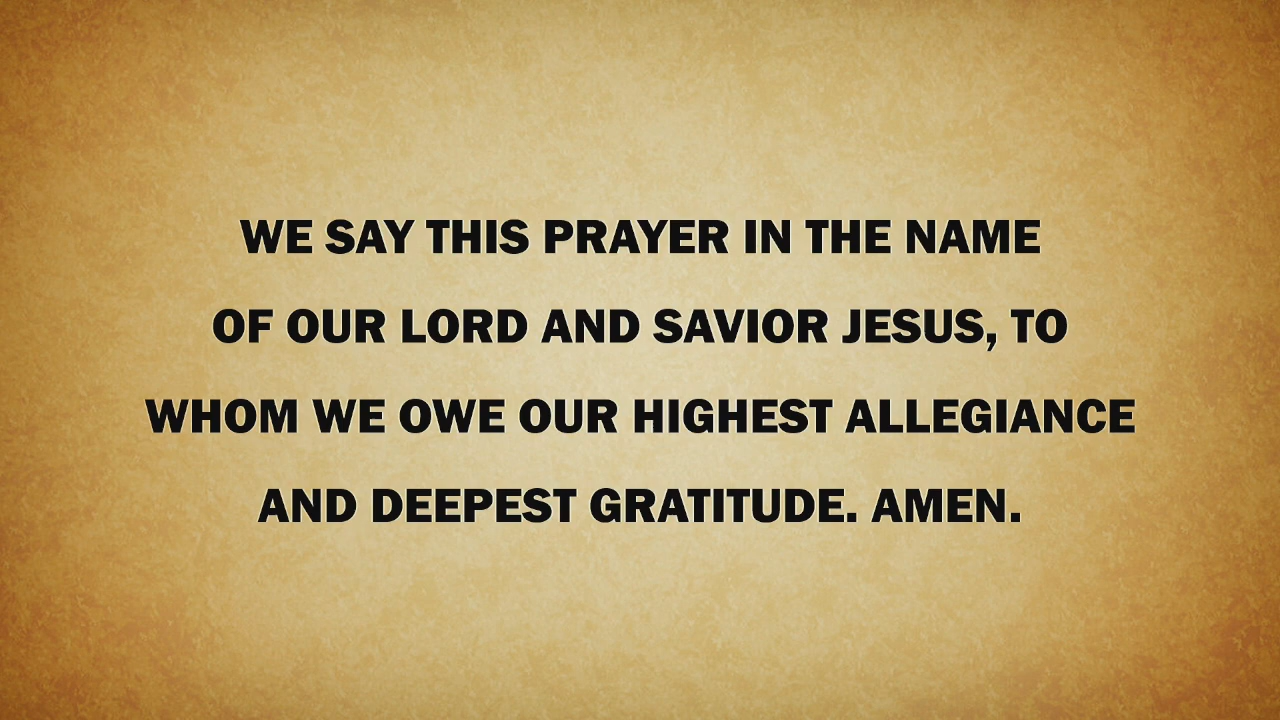 WE SAY THIS PRAYER IN THE NAME
OF OUR LORD AND SAVIOR JESUS, TO
WHOM WE OWE OUR HIGHEST ALLEGIANCE
AND DEEPEST GRATITUDE. AMEN.